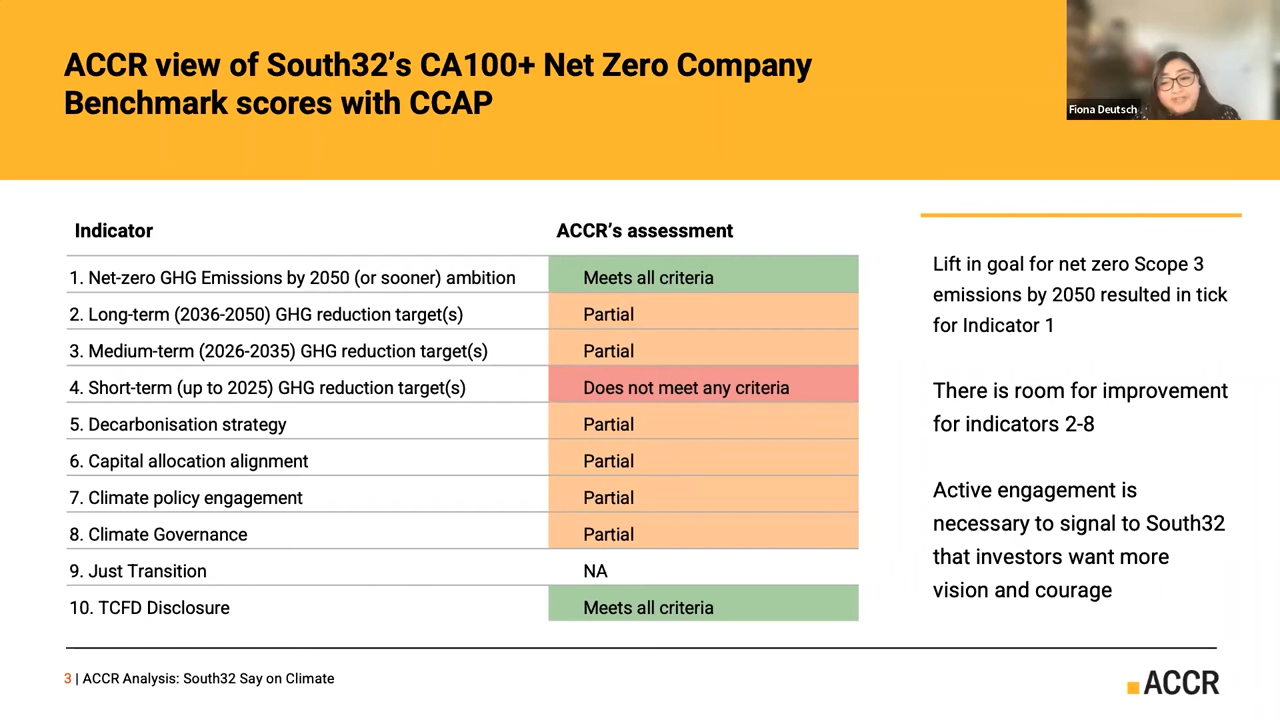 ACCR view of South32’s CA100+ Net Zero Company
Benchmark scores with CCAP
Fiona Deutsch
Indicator ACCR’s assessment
1. Net-zero GHG Emissions by 2050 (or sooner) ambition Meets all criteria
2. Long-term (2036-2050) GHG reduction target(s) Partial
3. Medium-term (2026-2035) GHG reduction target(s) Partial
4. Short-term (up to 2025) GHG reduction target(s) Does not meet any criteria
5. Decarbonisation strategy Partial
6. Capital allocation alignment Partial
7. Climate policy engagement Partial
8. Climate Governance Partial
9. Just Transition NA
10. TCFD Disclosure Meets all criteria
Lift in goal for net zero Scope 3
emissions by 2050 resulted in tick
for Indicator 1
There is room for improvement
for indicators 2-8
Active engagement is
necessary to signal to South32
that investors want more
vision and courage
3 | ACCR Analysis: South32 Say on Climate
ACCR